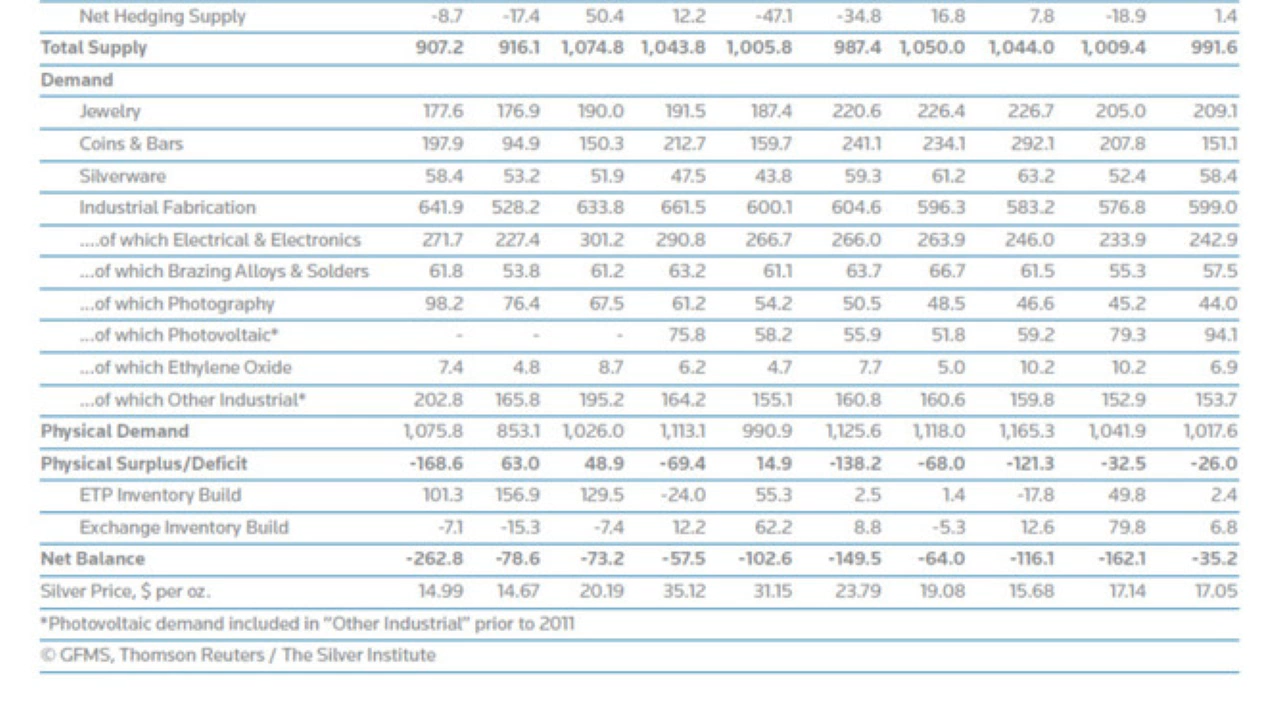 Net Hedging Supply -8.7 -17.4 50.4 12.2 -47.1 -34.8 16.8 7.8 -18.9 1.4
Total Supply 907.2 916.1 1,074.8 1,043.8 1,005.8 987.4 1,050.0 1,044.0 1,009.4 991.6
Demand
Jewelry 177.6 176.9 190.0 191.5 187.4 220.6 226.4 226.7 205.0 209.1
Coins & Bars 197.9 94.9 150.3 212.7 159.7 241.1 234.1 292.1 207.8 151.1
Silverware 58.4 53.2 51.9 47.5 43.8 59.3 61.2 63.2 52.4 58.4
Industrial Fabrication 641.9 528.2 633.8 661.5 600.1 604.6 596.3 583.2 576.8 599.0
....of which Electrical & Electronics 271.7 227.4 301.2 290.8 266.7 266.0 263.9 246.0 233.9 242.9
...of which Brazing Alloys & Solders 61.8 53.8 61.2 63.2 61.1 63.7 66.7 61.5 55.3 57.5
...of which Photography 98.2 76.4 67.5 61.2 54.2 50.5 48.5 46.6 45.2 44.0
...of which Photovoltaic* - - - 75.8 58.2 55.9 51.8 59.2 79.3 94.1
...of which Ethylene Oxide 7.4 4.8 8.7 6.2 4.7 7.7 5.0 10.2 10.2 6.9
...of which Other Industrial* 202.8 165.8 195.2 164.2 155.1 160.8 160.6 159.8 152.9 153.7
Physical Demand 1,075.8 853.1 1,026.0 1,113.1 990.9 1,125.6 1,118.0 1,165.3 1,041.9 1,017.6
Physical Surplus/Deficit -168.6 63.0 48.9 -69.4 14.9 -138.2 -68.0 -121.3 -32.5 -26.0
ETP Inventory Build 101.3 156.9 129.5 -24.0 55.3 2.5 1.4 -17.8 49.8 2.4
Exchange Inventory Build -7.1 -15.3 -7.4 12.2 62.2 8.8 -5.3 12.6 79.8 6.8
Net Balance -262.8 -78.6 -73.2 -57.5 -102.6 -149.5 -64.0 -116.1 -162.1 -35.2
Silver Price, $ per oz. 14.99 14.67 20.19 35.12 31.15 23.79 19.08 15.68 17.14 17.05
*Photovoltaic demand included in "Other Industrial" prior to 2011
© GFMS, Thomson Reuters / The Silver Institute